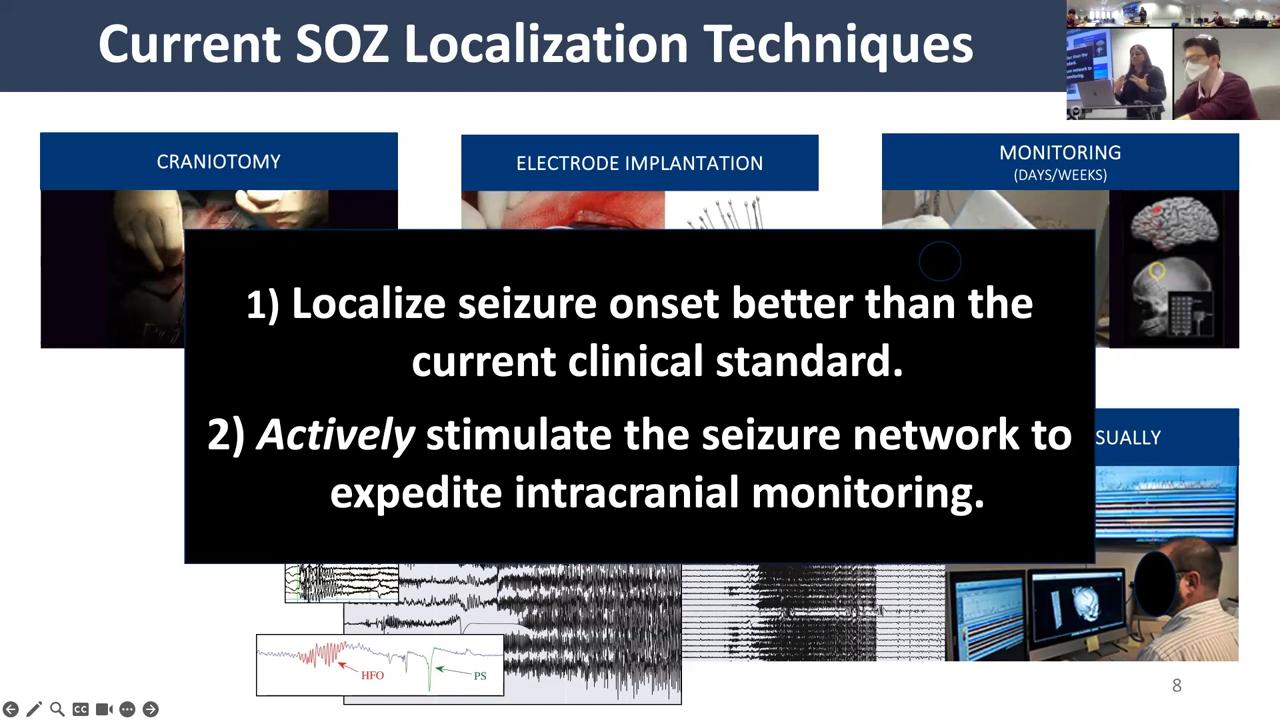 Current SOZ Localization Techniques
CRANIOTOMY
ELECTRODE IMPLANTATION
MONITORING
(DAYS/WEEKS)
1) Localize seizure onset better than the
current clinical standard.
2) Actively stimulate the seizure network to
expedite intracranial monitoring.
SUALLY
HFO
PS
8
CC